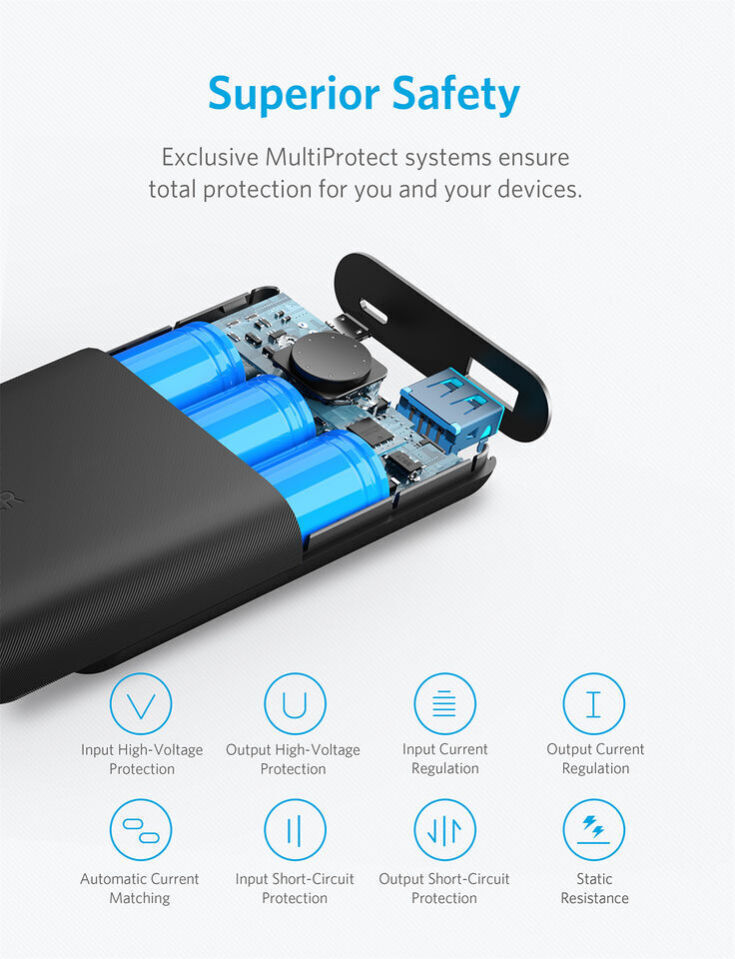 Superior Safety
Exclusive MultiProtect systems ensure
total protection for you and your devices.
Input High-Voltage
Protection
Output High-Voltage
Protection
Input Current
Regulation
Output Current
Regulation
Automatic Current
Matching
Input Short-Circuit
Protection
Output Short-Circuit
Protection
Static
Resistance